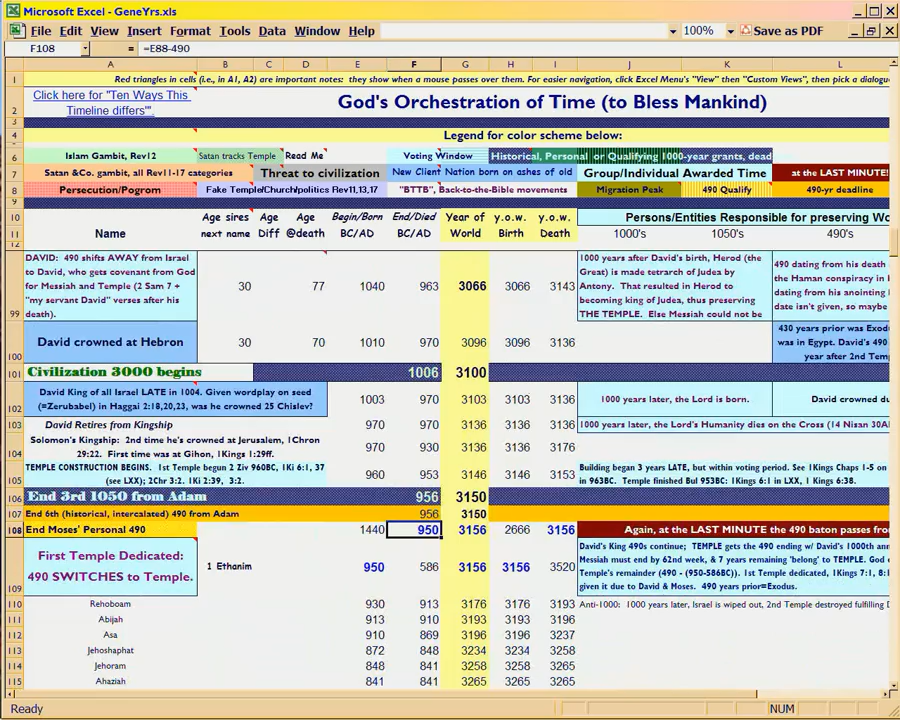 Microsoft Excel - GeneYrs.xls
File Edit View Insert Format Tools Data Window Help
100% Save as PDF
F108 = =E88-490
A B C D E F G H I J K L
1 Red triangles in cells (i.e., in A1, A2) are important notes: they show when a mouse passes over them. For easier navigation, click Excel Menu's "View" then "Custom Views", then pick a dialogue
2 Click here for "Ten Ways This Timeline differs'". God's Orchestration of Time (to Bless Mankind)
3
4 Legend for color scheme below:
6 Islam Gambit, Rev12 Satan tracks Temple Read Me Voting Window Historical, Personal or Qualifying 1000-year grants, dead
7 Satan &Co. gambit, all Rev11-17 categories Threat to civilization New Client Nation born on ashes of old Group/Individual Awarded Time at the LAST MINUTE!
8 Persecution/Pogrom Fake Temple/Church/politics Rev11,13,17 "BTTB", Back-to-the-Bible movements Migration Peak 490 Qualify 490-yr deadline
9
10 Age sires Age Age Begin/Born End/Died Year of y.o.w. y.o.w. Persons/Entities Responsible for preserving Wo
11 Name next name Diff @death BC/AD BC/AD World Birth Death 1000's 1050's 490's
12
DAVID: 490 shifts AWAY from Israel
to David, who gets covenant from God
for Messiah and Temple (2 Sam 7 +
"my servant David" verses after his
death).
99 30 77 1040 963 3066 3066 3143
1000 years after David's birth, Herod (the
Great) is made tetrarch of Judea by
Antony. That resulted in Herod to
becoming king of Judea, thus preserving
THE TEMPLE. Else Messiah could not be
490 dating from his death
the Haman conspiracy in
dating from his anointing
date isn't given, so maybe
100 David crowned at Hebron 30 70 1010 970 3096 3096 3136
430 years prior was Exod
was in Egypt. David's 490
year after 2nd Temp
101 Civilization 3000 begins 1006 3100
102 David King of all Israel LATE in 1004. Given wordplay on seed
(=Zerubabel) in Haggai 2:18,20,23, was he crowned 25 Chislev?
1003 970 3103 3103 3136 1000 years later, the Lord is born. David crowned du
103 David Retires from Kingship 970 970 3136 3136 3136 1000 years later, the Lord's Humanity dies on the Cross (14 Nisan 30A
104 Solomon's Kingship: 2nd time he's crowned at Jerusalem, 1Chron
29:22. First time was at Gihon, 1Kings 1:29ff.
970 930 3136 3136 3176
105 TEMPLE CONSTRUCTION BEGINS. 1st Temple begun 2 Ziv 960BC, 1Ki 6:1, 37
(see LXX); 2Chr 3:2. 1Ki 2:39, 3:2.
960 953 3146 3146 3153
Building began 3 years LATE, but within voting period. See 1Kings Chaps 1-5 on
in 963BC. Temple finished Bul 953BC: 1Kings 6:1 in LXX, 1 Kings 6:38.
106 End 3rd 1050 from Adam 956 3150
107 End 6th (historical, intercalated) 490 from Adam 956 3150
108 End Moses' Personal 490 1440 950 3156 2666 3156 Again, at the LAST MINUTE the 490 baton passes from
109 First Temple Dedicated:
490 SWITCHES to Temple.
1 Ethanim 950 586 3156 3156 3520
David's King 490s continue; TEMPLE gets the 490 ending w/ David's 1000th ann
Messiah must end by 62nd week, & 7 years remaining 'belong' to TEMPLE. God
Temple's remainder (490 - (950-586BC)). 1st Temple dedicated, 1Kings 7:1, 8:
given it due to David & Moses. 490 years prior=Exodus.
110 Rehoboam 930 913 3176 3176 3193 Anti-1000: 1000 years later, Israel is wiped out, 2nd Temple destroyed fulfilling D
111 Abijah 913 910 3193 3193 3196
112 Asa 910 869 3196 3196 3237
113 Jehoshaphat 872 848 3234 3234 3258
114 Jehoram 848 841 3258 3258 3265
115 Ahaziah 841 841 3265 3265 3265
Ready NUM